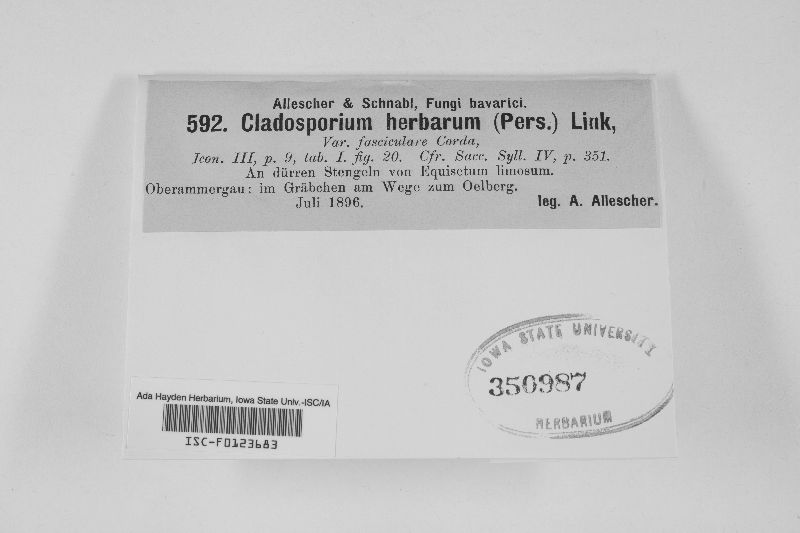 Allescher & Schnabl, Fungi bavarici.
592. Cladosporium herbarum (Pers.) Link,
Var. fasciculare Corda,
Icon. III, p. 9, tab. I. fig. 20. Cfr. Sacc. Syll. IV, p. 351.
An dürren Stengeln von Equisetum limosum.
Oberammergau: im Gräbchen am Wege zum Oelberg.
Juli 1896. leg. A. Allescher.
IOWA STATE UNIVERSITY
350987
HERBARIUM
Ada Hayden Herbarium, Iowa State Univ.-ISC/IA
ISC-F0123683